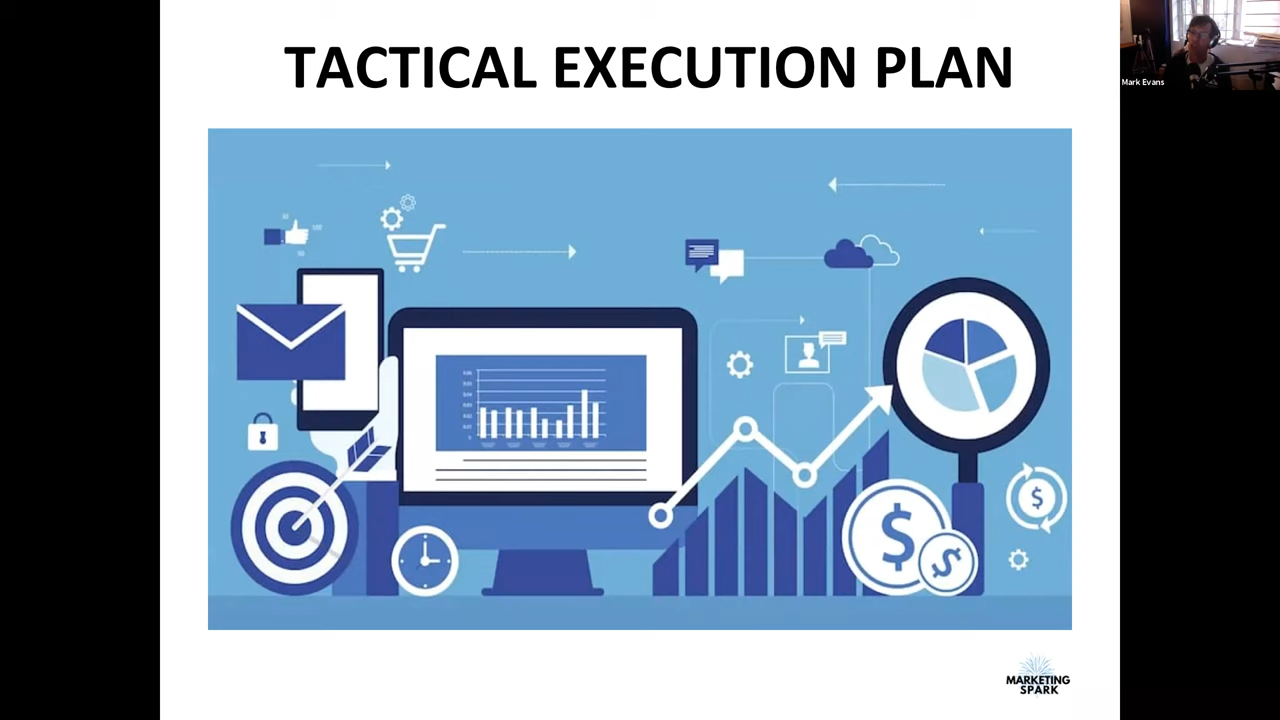 TACTICAL EXECUTION PLAN
Mark Evans
$
$
$
MARKETING
SPARK